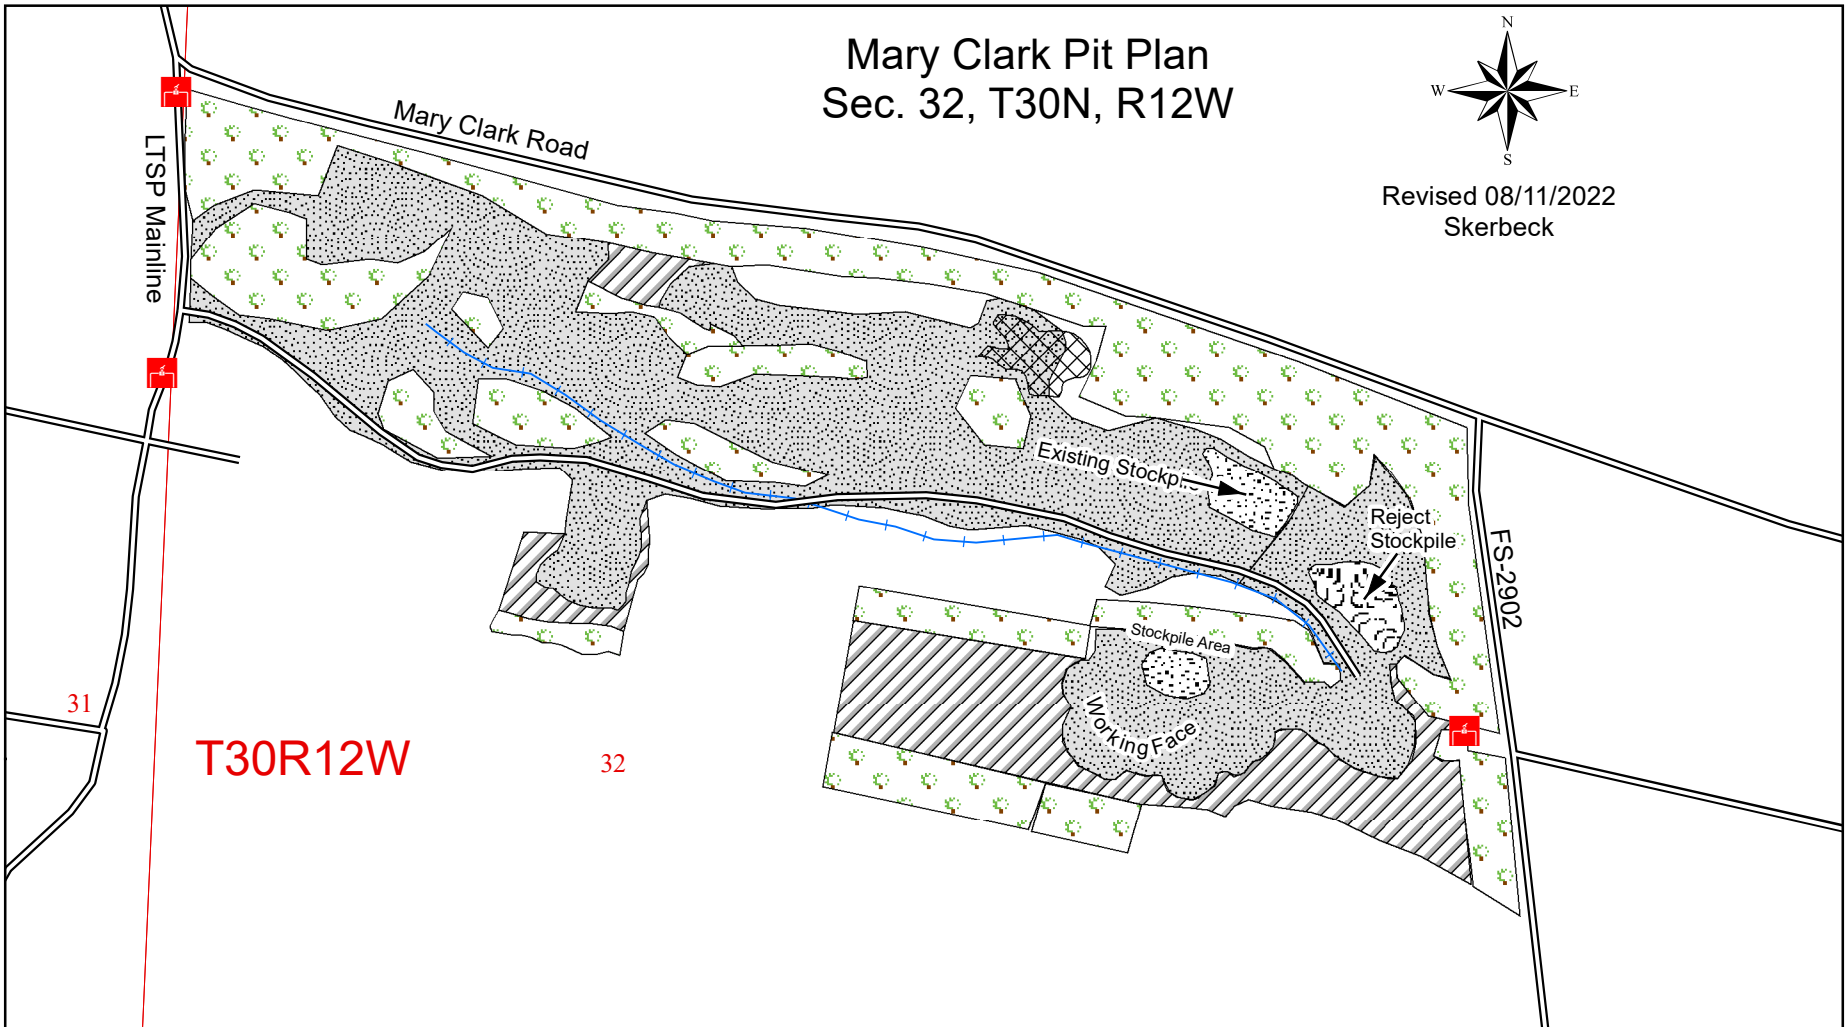 Mary Clark Pit Plan
Sec. 32, T30N, R12W
N
W
E
S
Revised 08/11/2022
Skerbeck
Mary Clark Road
LTSP Mainline
Existing Stockpi
Reject
Stockpile
FS-2902
Stockpile Area
Working Face
31
T30R12W
32